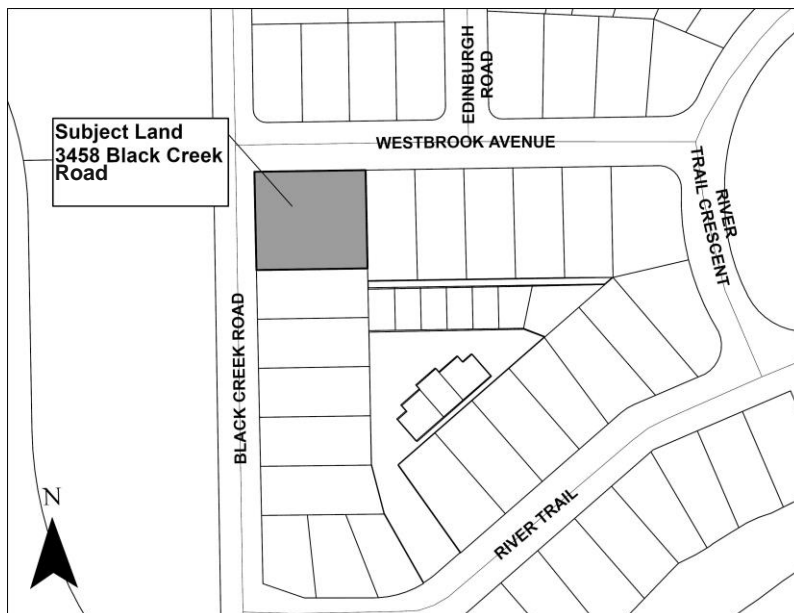 EDINBURGH
ROAD
Subject Land
3458 Black Creek
Road
WESTBROOK AVENUE
RIVER
TRAIL CRESCENT
BLACK CREEK ROAD
N
RIVER TRAIL